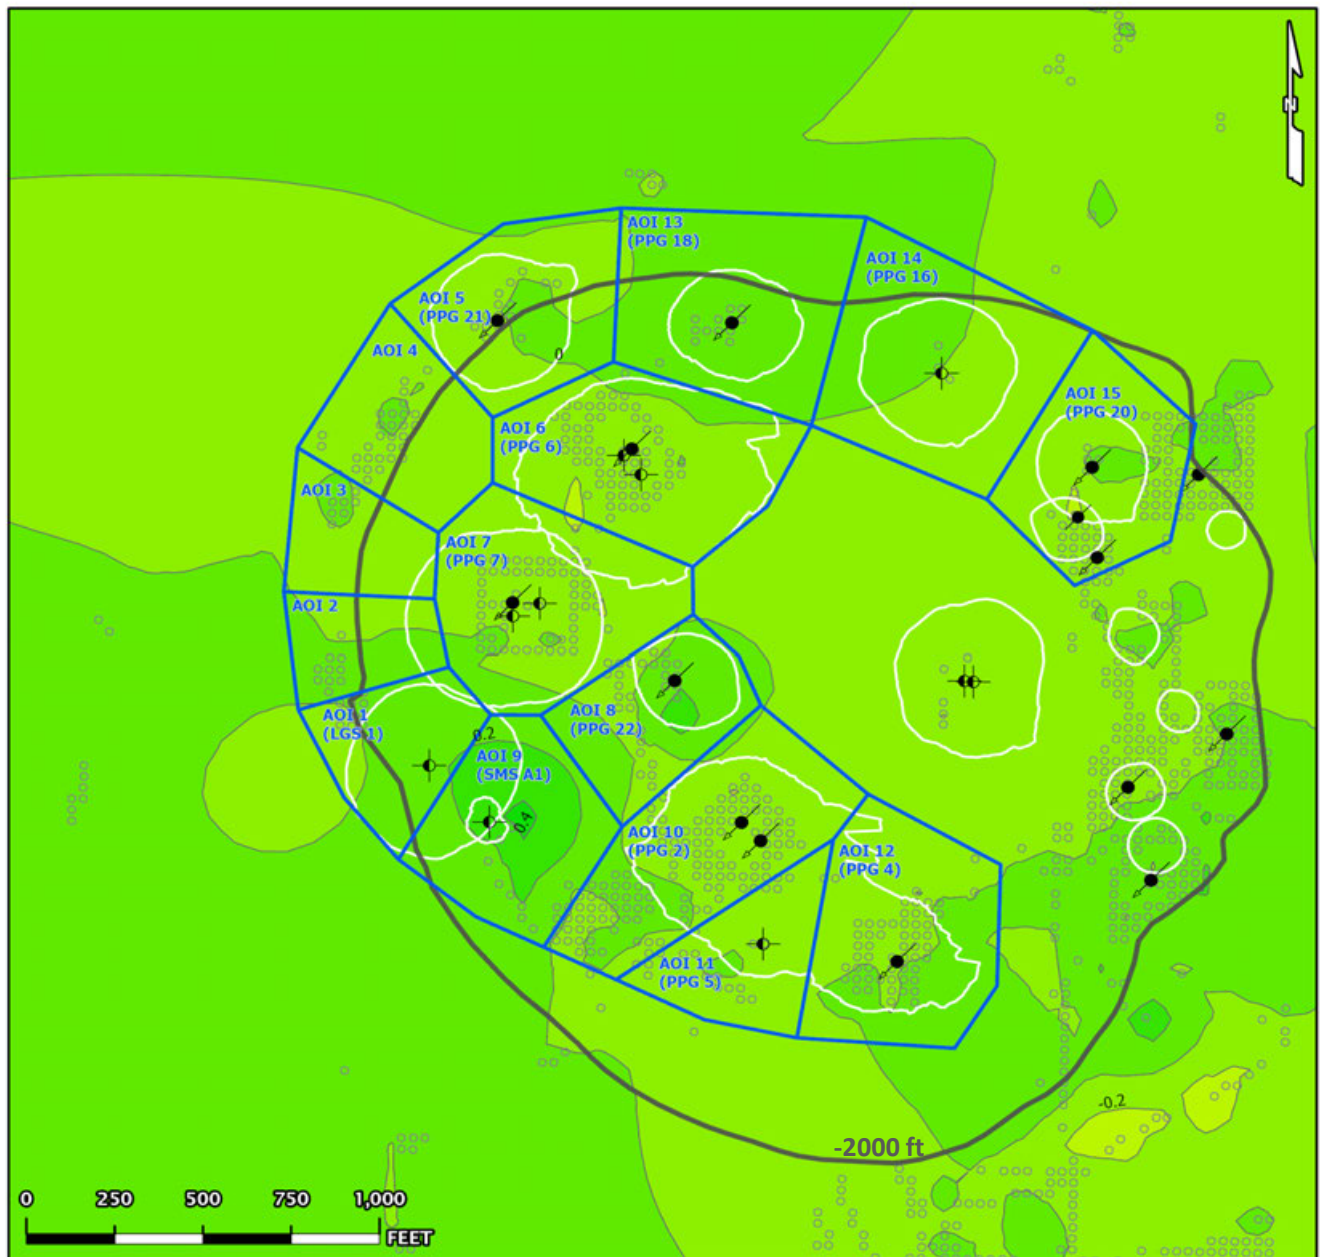 N
AOI 13
(PPG 18)
AOI 14
(PPG 16)
AOI 5
(PPG 21)
AOI 4
0
AOI 15
(PPG 20)
AOI 6
(PPG 6)
AOI 3
AOI 7
(PPG 7)
AOI 2
AOI 1
(LGS 1)
AOI 8
(PPG 22)
0.2
AOI 9
(SMS A1)
0.4
AOI 10
(PPG 2)
AOI 12
(PPG 4)
AOI 11
(PPG 5)
-0.2
-2000 ft
0 250 500 750 1,000
FEET